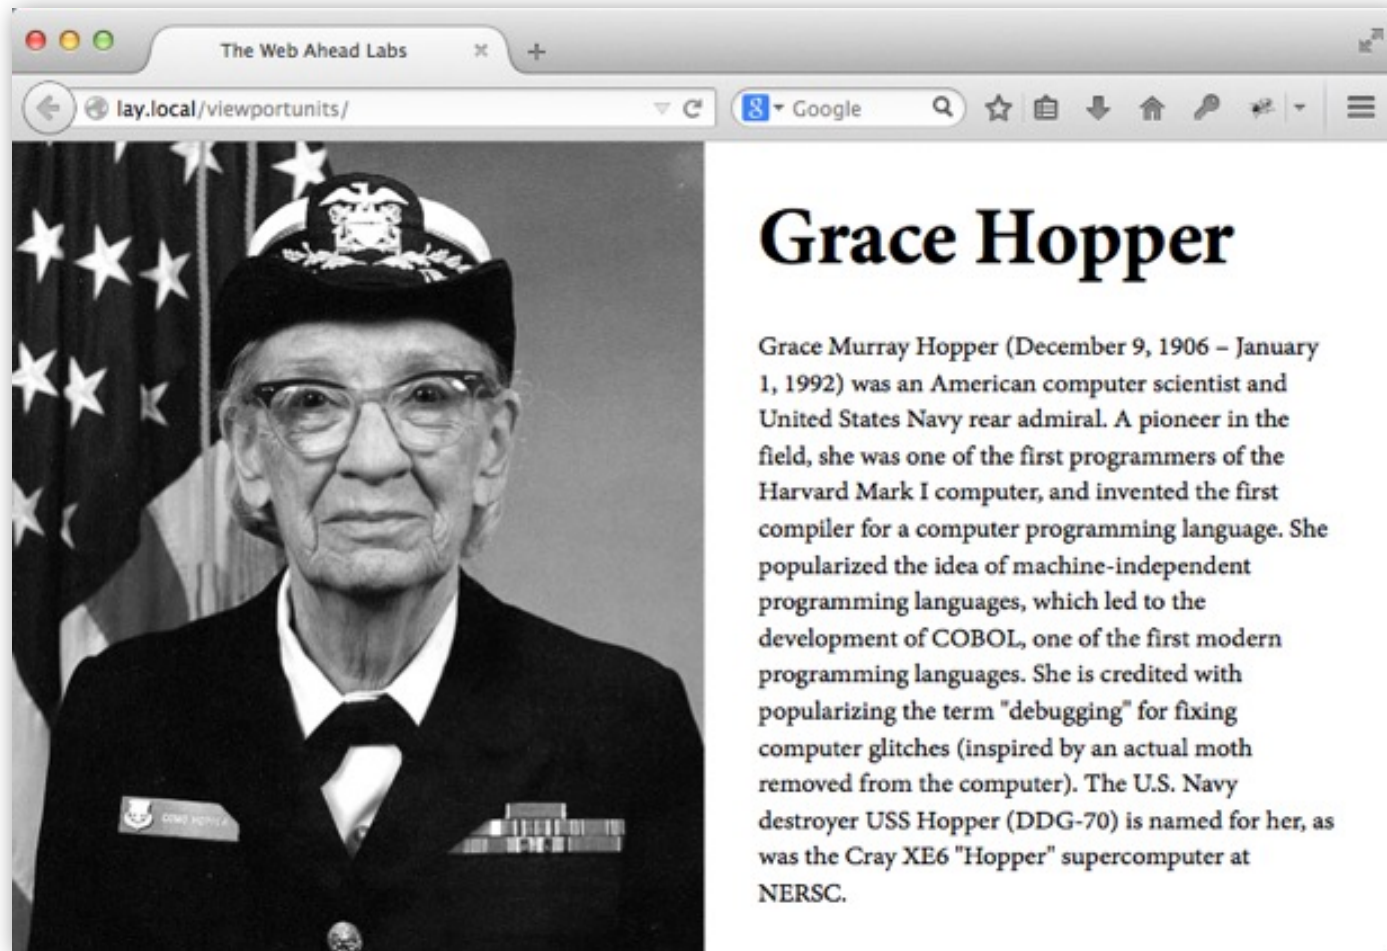 The Web Ahead Labs
lay.local/viewportunits/
Google
Grace Hopper
Grace Murray Hopper (December 9, 1906 – January
1, 1992) was an American computer scientist and
United States Navy rear admiral. A pioneer in the
field, she was one of the first programmers of the
Harvard Mark I computer, and invented the first
compiler for a computer programming language. She
popularized the idea of machine-independent
programming languages, which led to the
development of COBOL, one of the first modern
programming languages. She is credited with
popularizing the term "debugging" for fixing
computer glitches (inspired by an actual moth
removed from the computer). The U.S. Navy
destroyer USS Hopper (DDG-70) is named for her, as
was the Cray XE6 "Hopper" supercomputer at
NERSC.
HOPPER